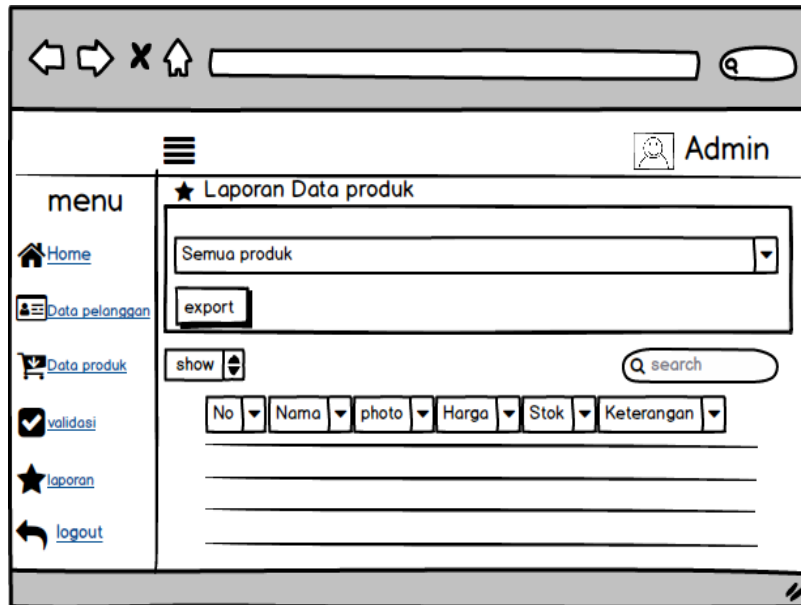 Admin
menu
Home
Data pelanggan
Data produk
validasi
laporan
logout
Laporan Data produk
Semua produk
export
show
search
No Nama photo Harga Stok Keterangan